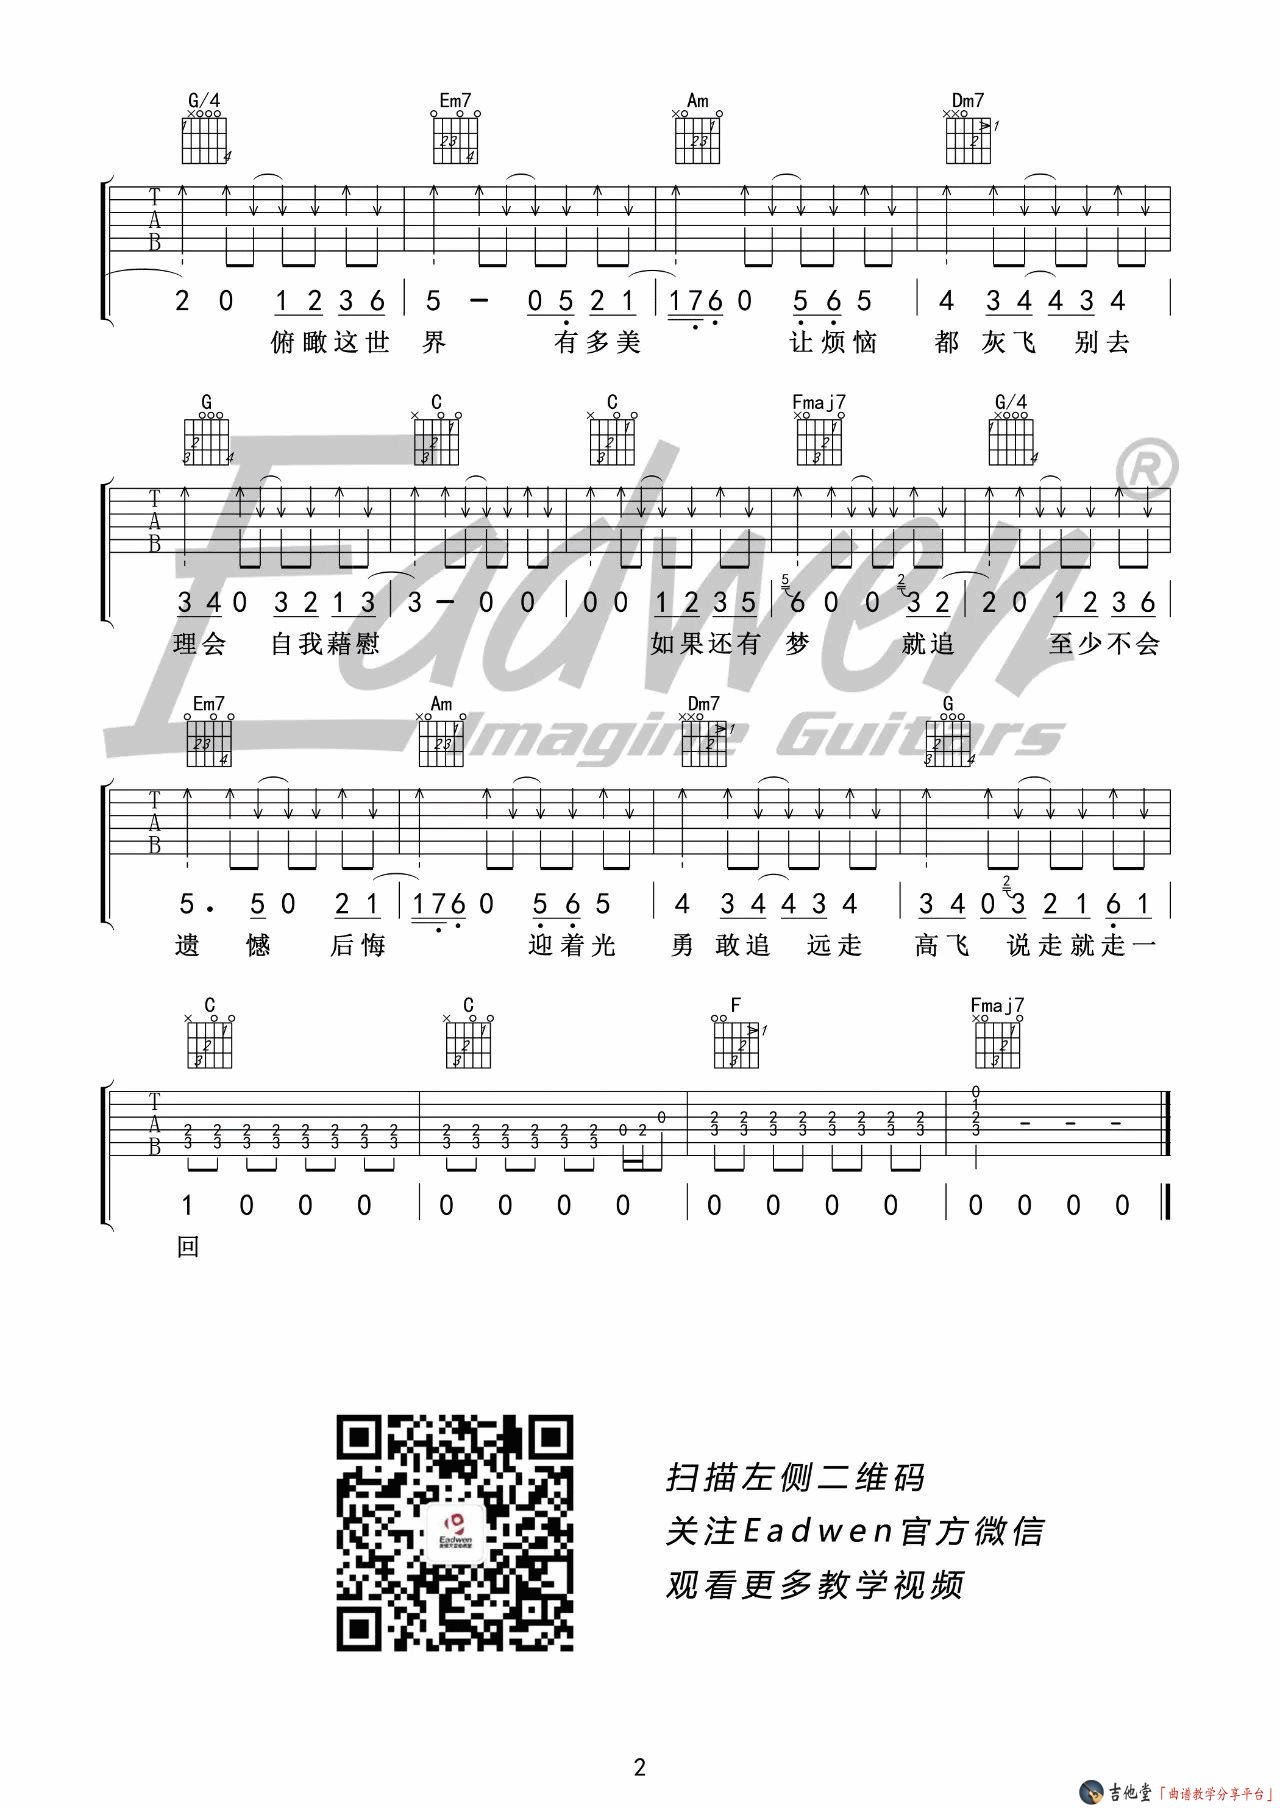 G/4 Em7 Am Dm7
T A B
2 0 1 2 3 6 | 5 - 0 5 2 1 | 1 7 6 0 5 6 5 | 4 3 4 4 3 4 |
俯瞰这世 界 有多美 让烦恼 都 灰飞 别去
G C C Fmaj7 G/4
T A B
3 4 0 3 2 1 3 | 3 - 0 0 | 0 0 1 2 3 5 | 5 6 0 0 2 3 2 | 2 0 1 2 3 6
理会 自我藉慰 如果还有 梦 就追 至少不会
Eadwen ®
Imagine Guitars
Em7 Am Dm7 G
T A B
5 . 5 0 2 1 | 1 7 6 0 5 6 5 | 4 3 4 4 3 4 | 3 4 0 2 3 2 1 6 1 |
遗 憾 后悔 迎着光 勇 敢追 远走 高飞 说走就走一
C C F Fmaj7
T A B
1 0 0 0 | 0 0 0 0 | 0 0 0 0 | 0 0 0 0
回
Eadwen
扫描左侧二维码
关注Eadwen官方微信
观看更多教学视频
2
吉他堂「曲谱教学分享平台」